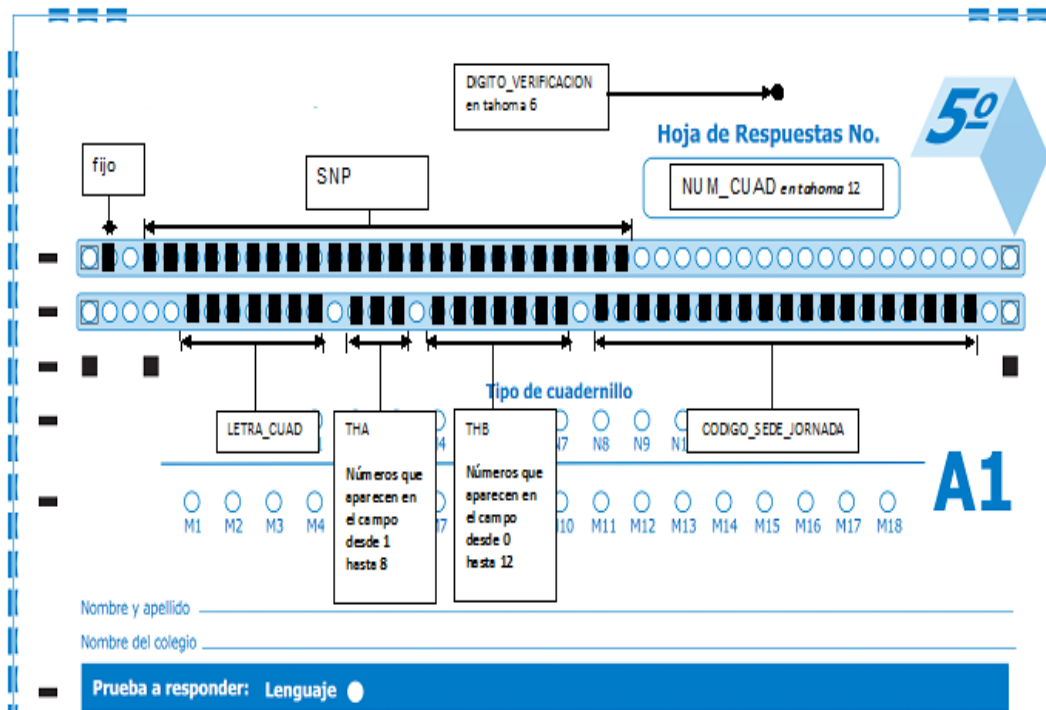 DIGITO_VERIFICACION
en tahoma 6
5º
Hoja de Respuestas No.
fijo
SNP
NUM_CUAD en tahoma 12
Tipo de cuadernillo
LETRA_CUAD
THA
Números que
aparecen en
el campo
desde 1
hasta 8
THB
Números que
aparecen en
el campo
desde 0
hasta 12
CODIGO_SEDE_JORNADA
N7 N8 N9
A1
M1 M2 M3 M4 M11 M12 M13 M14 M15 M16 M17 M18
Nombre y apellido
Nombre del colegio
Prueba a responder: Lenguaje